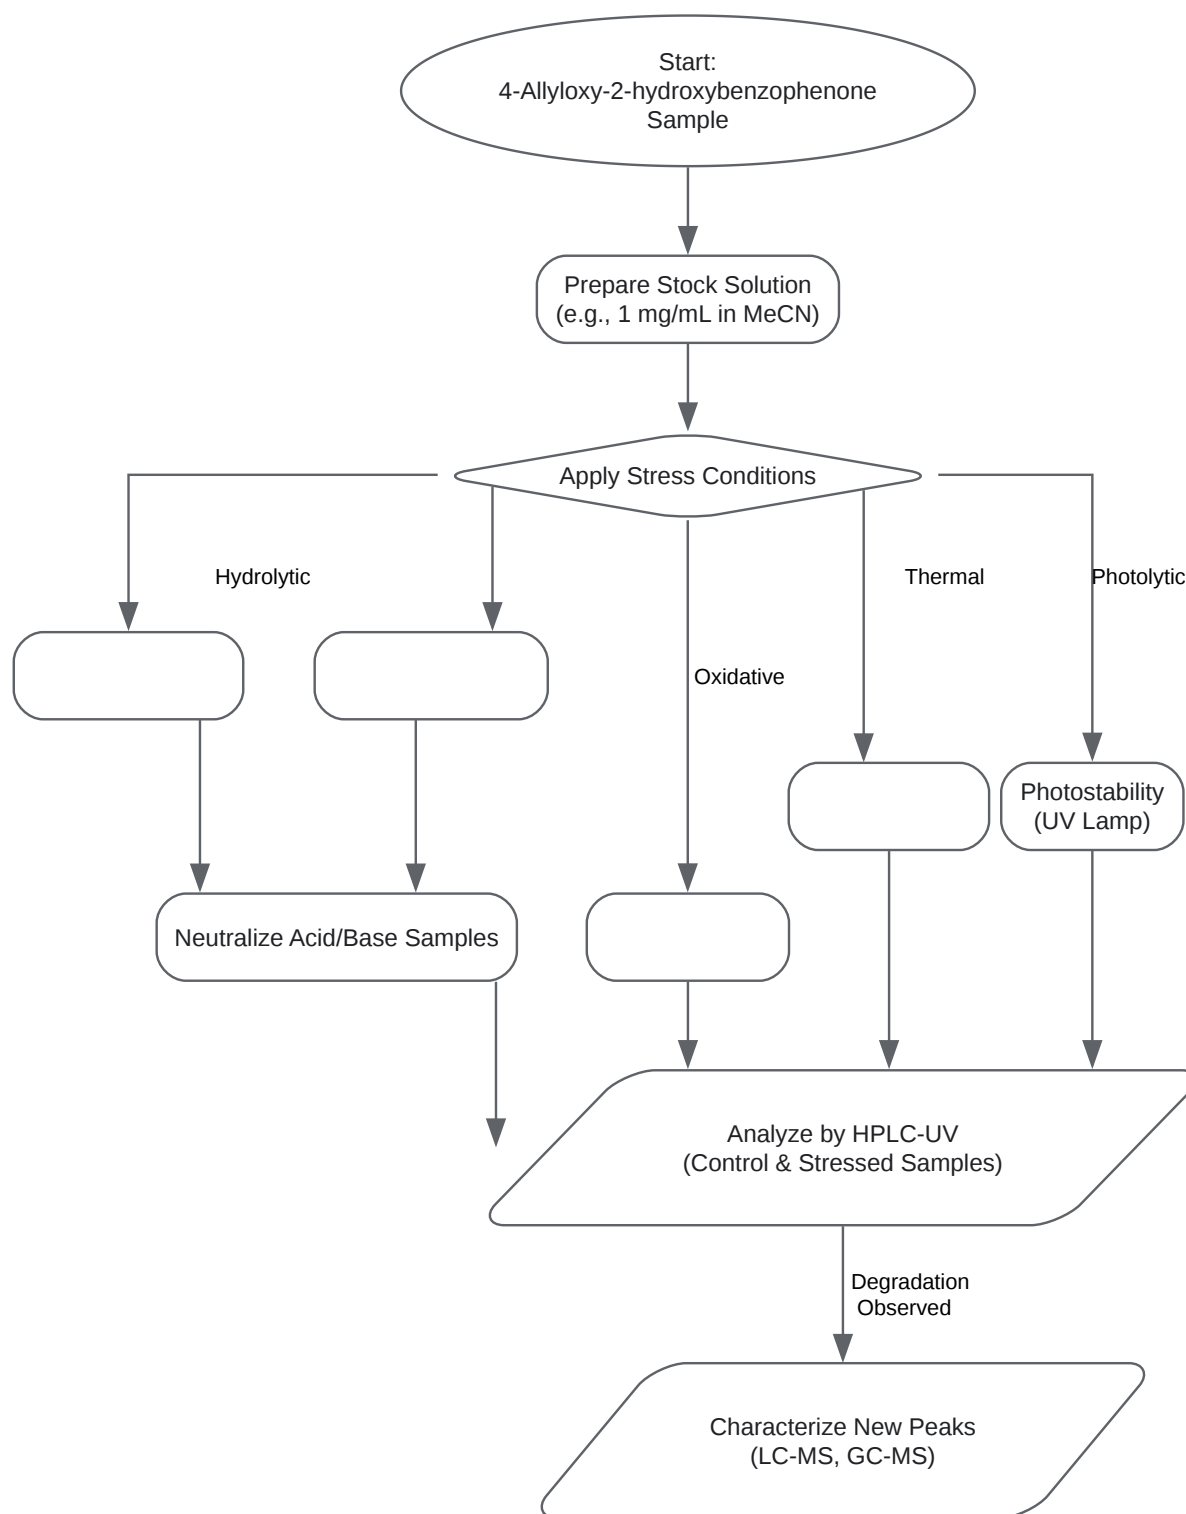 Start:
4-Allyloxy-2-hydroxybenzophenone
Sample
Prepare Stock Solution
(e.g., 1 mg/mL in MeCN)
Apply Stress Conditions
Hydrolytic
Thermal
Photolytic
Oxidative
Photostability
(UV Lamp)
Neutralize Acid/Base Samples
Analyze by HPLC-UV
(Control & Stressed Samples)
Degradation
Observed
Characterize New Peaks
(LC-MS, GC-MS)